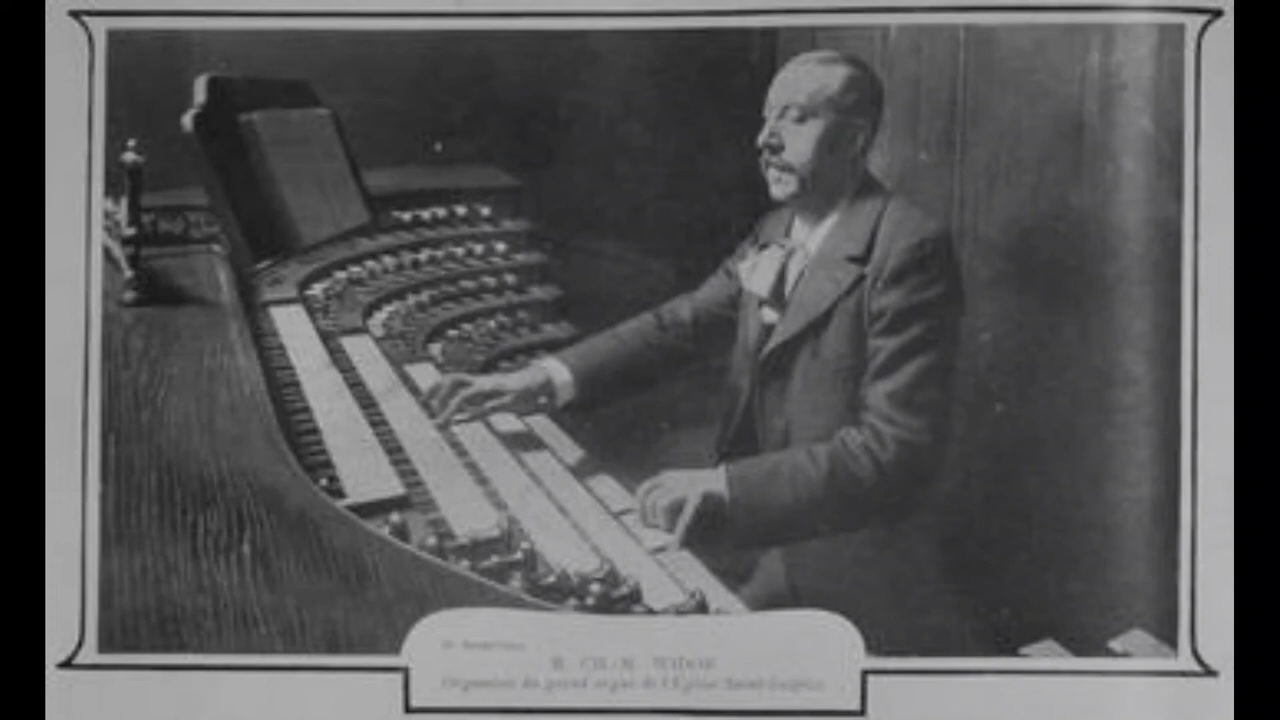 M. CH.-M. WIDOR
Organiste du grand orgue de l'Église Saint-Sulpice